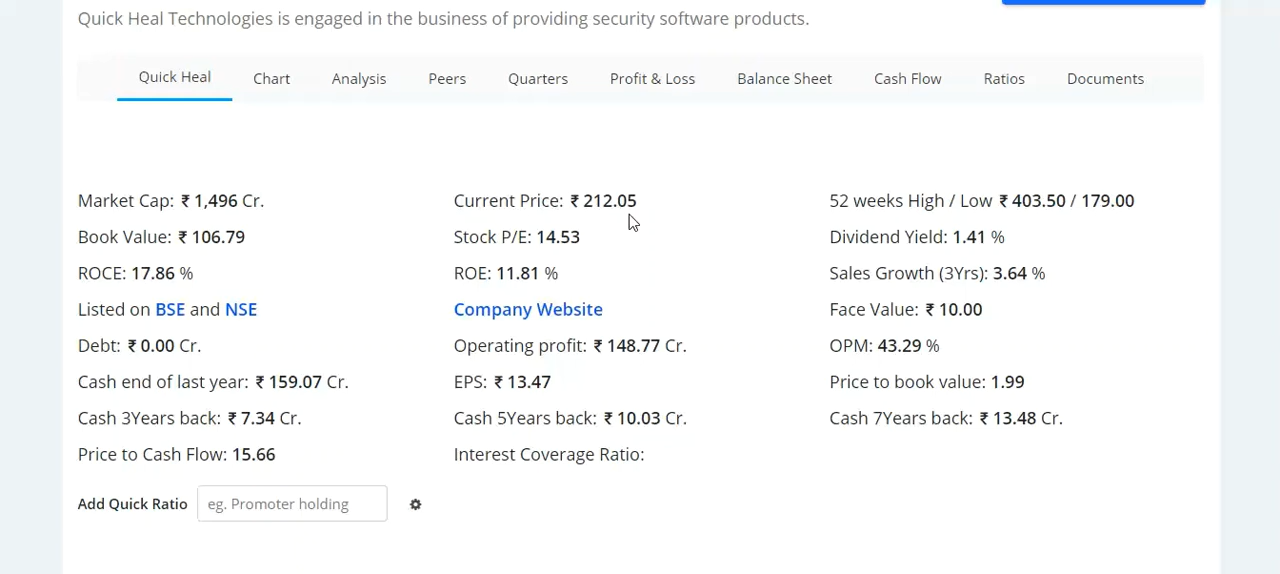 Quick Heal Technologies is engaged in the business of providing security software products.
Quick Heal Chart Analysis Peers Quarters Profit & Loss Balance Sheet Cash Flow Ratios Documents
Market Cap: ₹ 1,496 Cr. Current Price: ₹ 212.05 52 weeks High / Low ₹ 403.50 / 179.00
Book Value: ₹ 106.79 Stock P/E: 14.53 Dividend Yield: 1.41 %
ROCE: 17.86 % ROE: 11.81 % Sales Growth (3Yrs): 3.64 %
Listed on BSE and NSE Company Website Face Value: ₹ 10.00
Debt: ₹ 0.00 Cr. Operating profit: ₹ 148.77 Cr. OPM: 43.29 %
Cash end of last year: ₹ 159.07 Cr. EPS: ₹ 13.47 Price to book value: 1.99
Cash 3Years back: ₹ 7.34 Cr. Cash 5Years back: ₹ 10.03 Cr. Cash 7Years back: ₹ 13.48 Cr.
Price to Cash Flow: 15.66 Interest Coverage Ratio:
Add Quick Ratio eg. Promoter holding